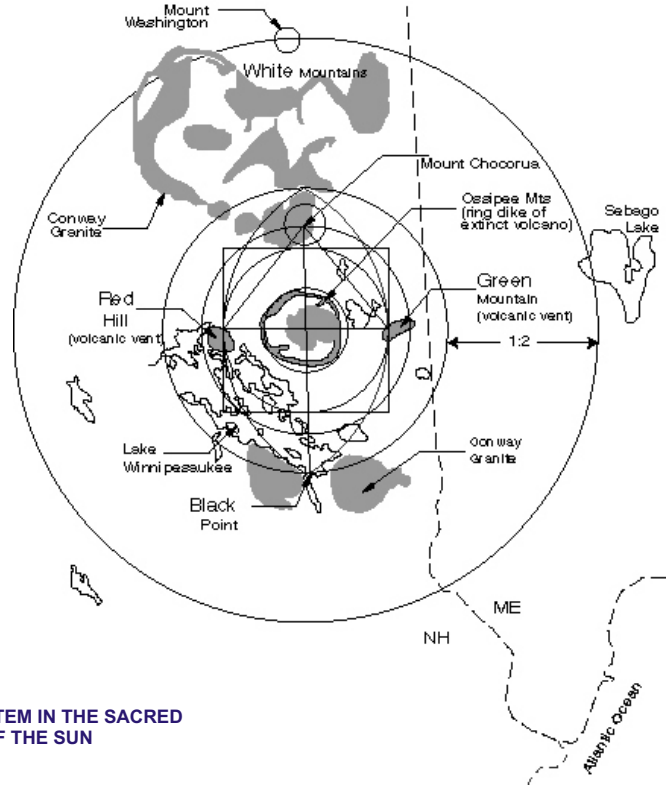 Mount
Washington
White Mountains
Mount Chocorua
Ossipee Mts
(ring dike of
extinct volcano)
Sebago
Lake
Conway
Granite
Green
Mountain
(volcanic vent)
Red
Hill
(volcanic vent)
1:2
Lake
Winnipessaukee
Conway
Granite
Black
Point
ME
NH
Atlantic Ocean
TEM IN THE SACRED
F THE SUN